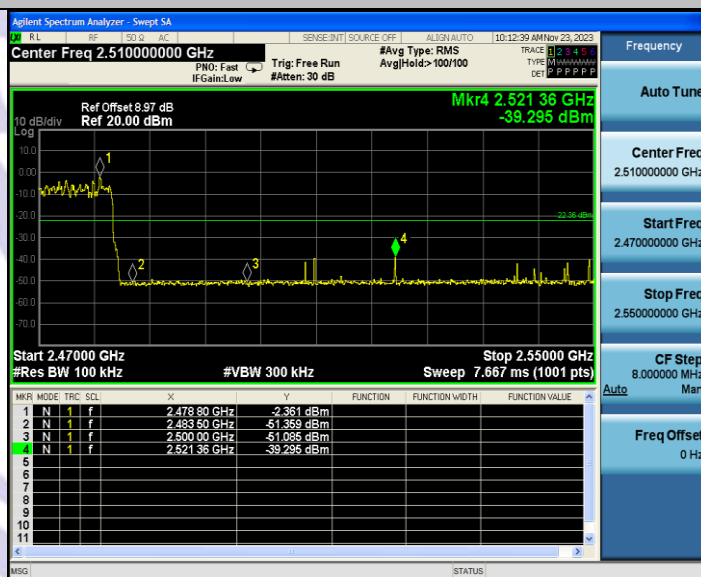 Agilent Spectrum Analyzer - Swept SA
RL RF 50 Ω AC SENSE:INT SOURCE OFF ALIGN AUTO 10:12:39 AM Nov 23, 2023
Center Freq 2.510000000 GHz
PNO: Fast
IFGain:Low
Trig: Free Run
#Atten: 30 dB
#Avg Type: RMS
Avg|Hold:>100/100
TRACE 1 2 3 4 5 6
TYPE M
DET P P P P P P
Frequency
Auto Tune
Center Freq
2.510000000 GHz
Start Freq
2.470000000 GHz
Stop Freq
2.550000000 GHz
CF Step
8.000000 MHz
Auto Man
Freq Offset
0 Hz
Ref Offset 8.97 dB
10 dB/div Ref 20.00 dBm
Log
Mkr4 2.521 36 GHz
-39.295 dBm
10.0
0.00
-10.0
-20.0
-30.0
-40.0
-50.0
-60.0
-70.0
1
2
3
4
-22.36 dBm
Start 2.47000 GHz Stop 2.55000 GHz
#Res BW 100 kHz #VBW 300 kHz Sweep 7.667 ms (1001 pts)
MKR MODE TRC SCL X Y FUNCTION FUNCTION WIDTH FUNCTION VALUE
1 N 1 f 2.478 80 GHz -2.361 dBm
2 N 1 f 2.483 50 GHz -51.359 dBm
3 N 1 f 2.500 00 GHz -51.085 dBm
4 N 1 f 2.521 36 GHz -39.295 dBm
5
6
7
8
9
10
11
MSG STATUS